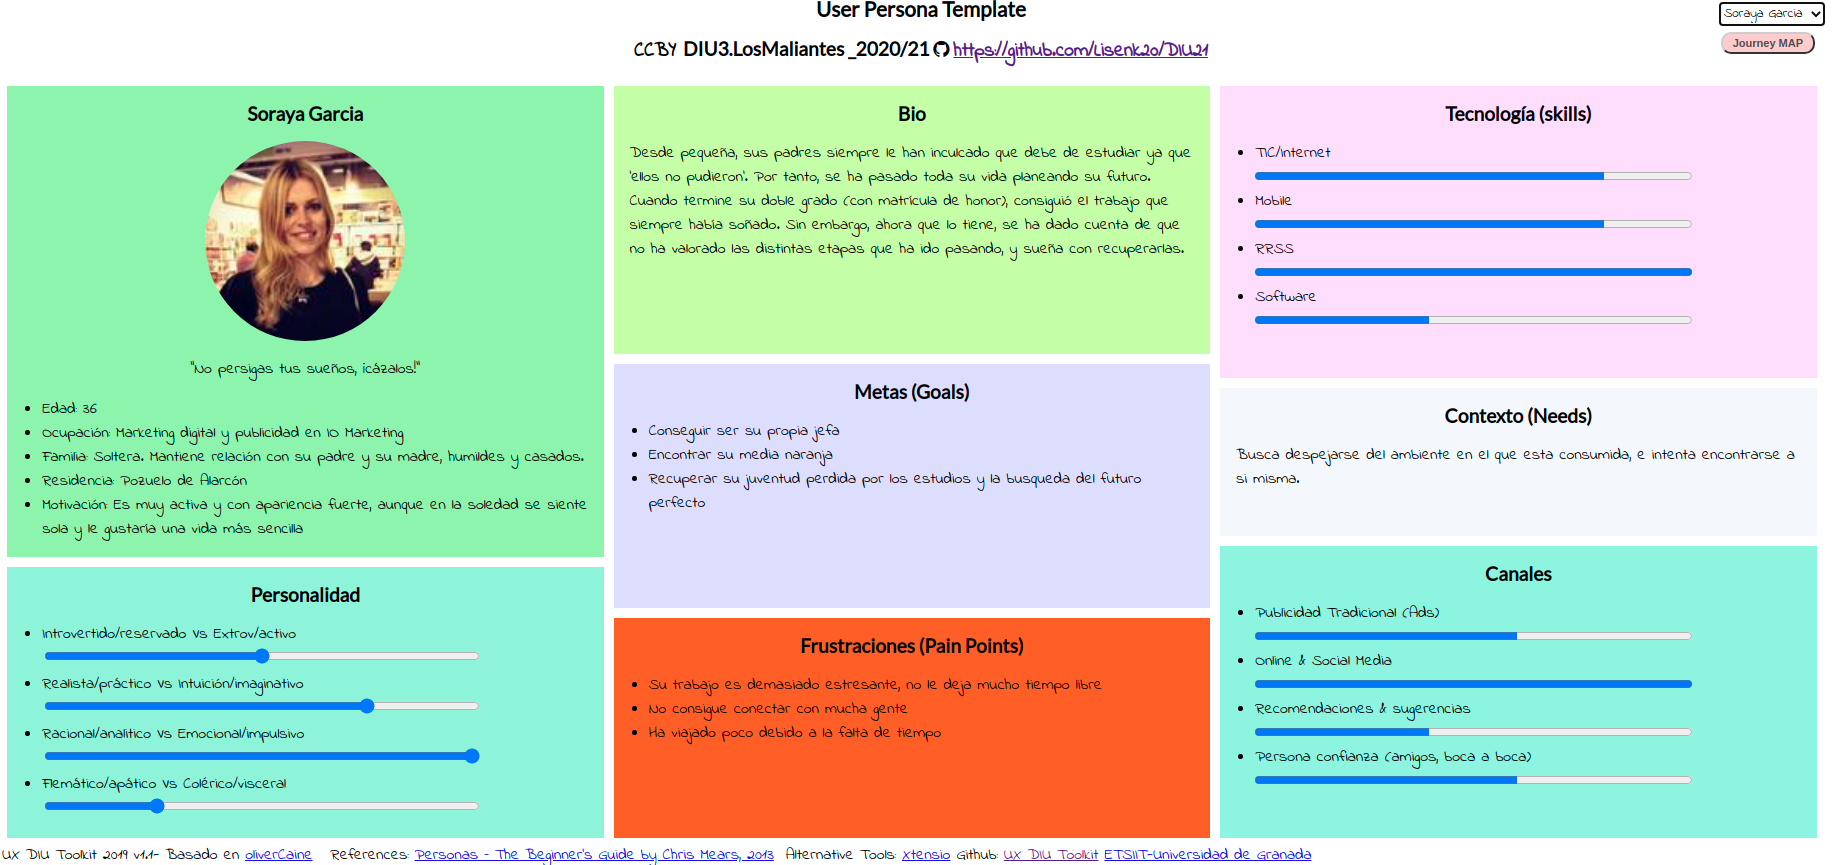 User Persona Template
Soraya Garcia
CCBY DIU3.LosMaliantes_2020/21 https://github.com/Lisenk20/DIU21
Journey MAP
Soraya Garcia
"No persigas tus sueños, ¡cázalos!"
Edad: 36
Ocupación: Marketing digital y publicidad en IO Marketing
Familia: Soltera. Mantiene relación con su padre y su madre, humildes y casados.
Residencia: Pozuelo de Alarcón
Motivación: Es muy activa y con apariencia fuerte, aunque en la soledad se siente
sola y le gustaría una vida más sencilla
Personalidad
Introvertido/reservado Vs Extrov/activo
Realista/práctico Vs Intuición/imaginativo
Racional/analítico Vs Emocional/impulsivo
Flemático/apático Vs Colérico/visceral
Bio
Desde pequeña, sus padres siempre le han inculcado que debe de estudiar ya que
'ellos no pudieron'. Por tanto, se ha pasado toda su vida planeando su futuro.
Cuando termine su doble grado (con matrícula de honor), consiguió el trabajo que
siempre había soñado. Sin embargo, ahora que lo tiene, se ha dado cuenta de que
no ha valorado las distintas etapas que ha ido pasando, y sueña con recuperarlas.
Metas (Goals)
Conseguir ser su propia jefa
Encontrar su media naranja
Recuperar su juventud perdida por los estudios y la busqueda del futuro
perfecto
Frustraciones (Pain Points)
Su trabajo es demasiado estresante, no le deja mucho tiempo libre
No consigue conectar con mucha gente
Ha viajado poco debido a la falta de tiempo
Tecnología (skills)
TIC/Internet
Mobile
RRSS
Software
Contexto (Needs)
Busca despejarse del ambiente en el que esta consumida, e intenta encontrarse a
si misma.
Canales
Publicidad Tradicional (Ads)
Online & Social Media
Recomendaciones & sugerencias
Persona confianza (amigos, boca a boca)
UX DIU Toolkit 2019 v1.1- Basado en oliverCaine References: Personas - The Beginner's Guide by Chris Mears, 2013 Alternative Tools: Xtensio Github: UX DIU Toolkit ETSIIT-Universidad de Granada